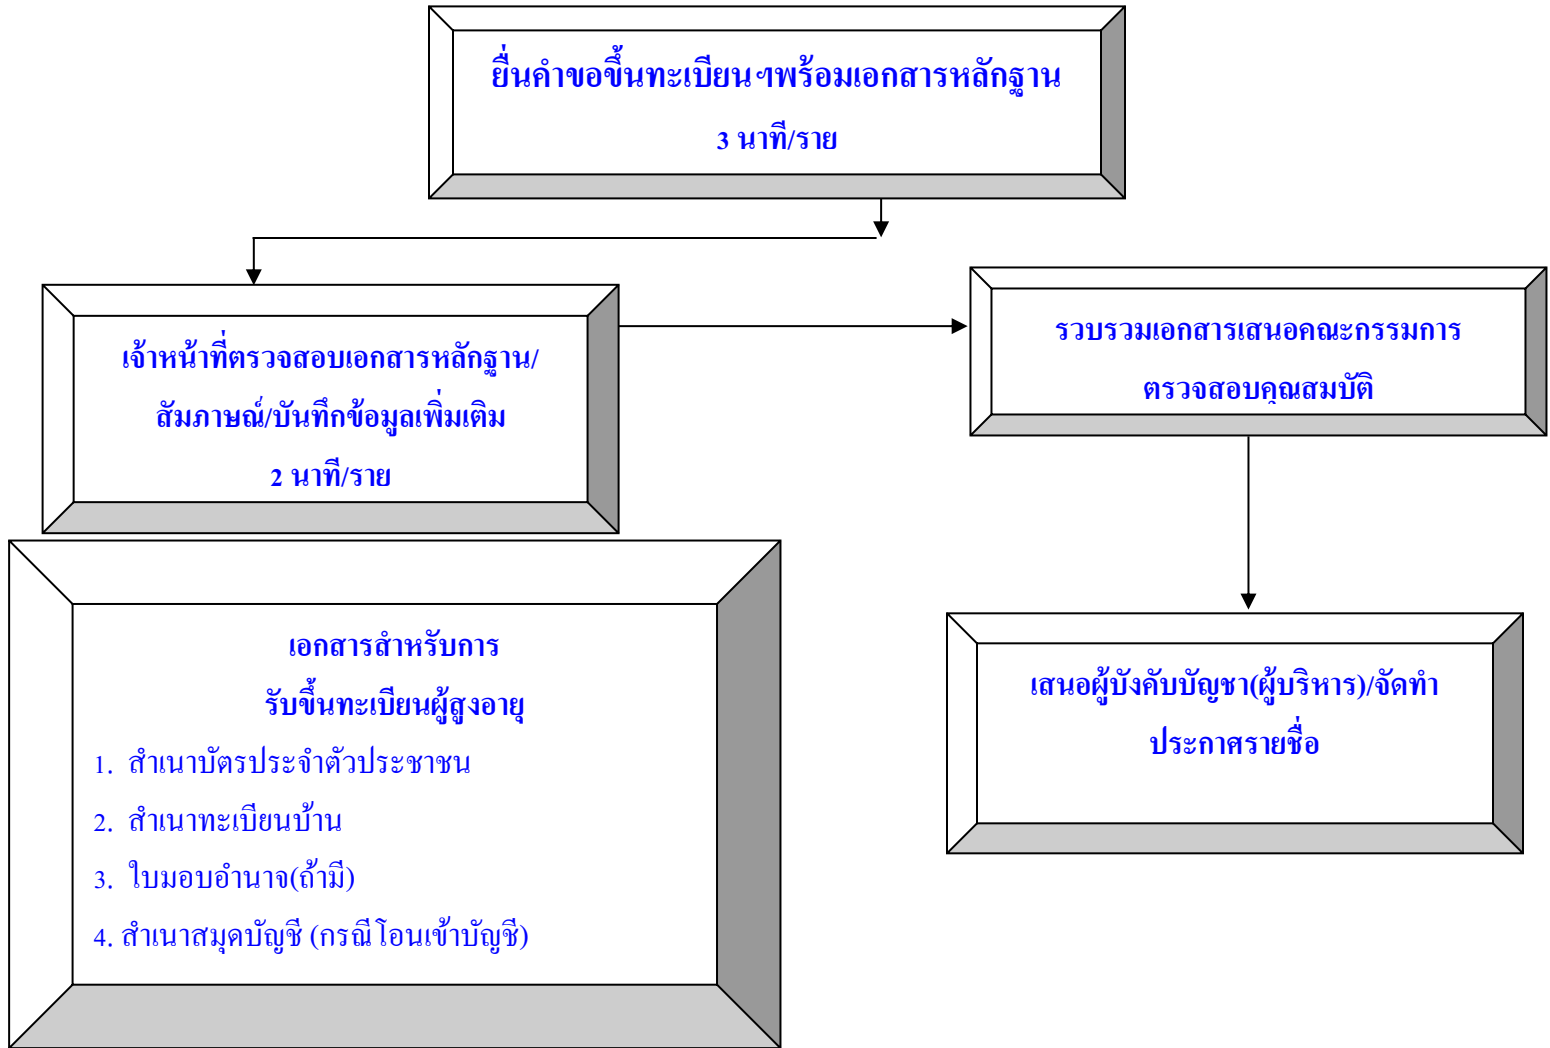 ยื่นคำขอขึ้นทะเบียนฯพร้อมเอกสารหลักฐาน
3 นาที/ราย
เจ้าหน้าที่ตรวจสอบเอกสารหลักฐาน/
สัมภาษณ์/บันทึกข้อมูลเพิ่มเติม
2 นาที/ราย
รวบรวมเอกสารเสนอคณะกรรมการ
ตรวจสอบคุณสมบัติ
เสนอผู้บังคับบัญชา(ผู้บริหาร)/จัดทำ
ประกาศรายชื่อ
เอกสารสำหรับการ
รับขึ้นทะเบียนผู้สูงอายุ
1. สำเนาบัตรประจำตัวประชาชน
2. สำเนาทะเบียนบ้าน
3. ใบมอบอำนาจ(ถ้ามี)
4. สำเนาสมุดบัญชี (กรณีโอนเข้าบัญชี)